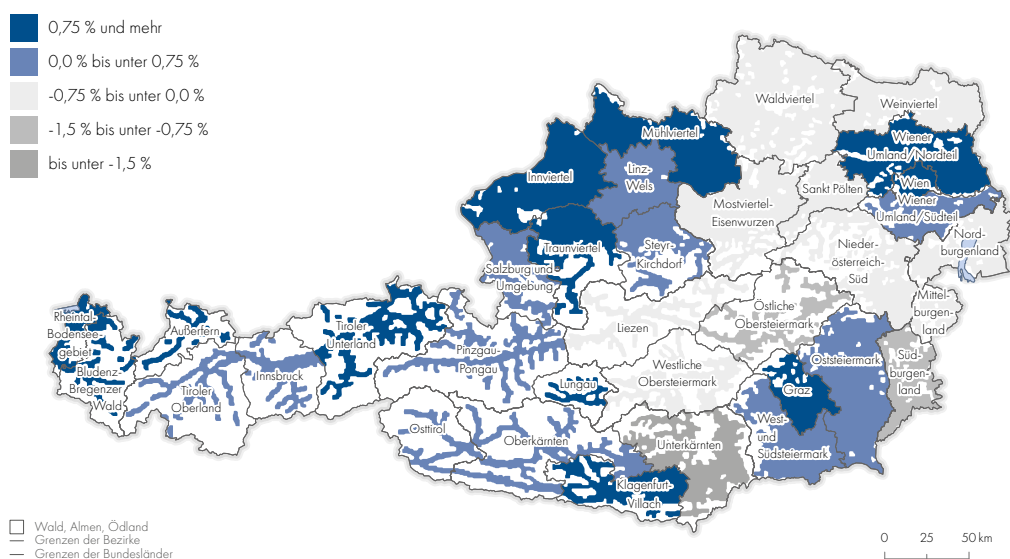 0,75 % und mehr
0,0 % bis unter 0,75 %
-0,75 % bis unter 0,0 %
-1,5 % bis unter -0,75 %
bis unter -1,5 %
Waldviertel
Weinviertel
Mühlviertel
Wiener
Umland/Nordteil
Innviertel
Linz-
Wels
Wien
Sankt Pölten
Wiener
Umland/Südteil
Mostviertel-
Eisenwurzen
Traunviertel
Steyr-
Kirchdorf
Nieder-
österreich-
Süd
Nord-
burgenland
Salzburg und
Umgebung
Mittel-
burgen-
land
Rheintal-
Bodensee-
gebiet
Außerfern
Tiroler
Unterland
Liezen
Östliche
Obersteiermark
Bludenz-
Bregenzer
Wald
Tiroler
Oberland
Innsbruck
Pinzgau-
Pongau
Lungau
Westliche
Obersteiermark
Oststeiermark
Süd-
burgen-
land
Graz
Osttirol
Oberkärnten
Unterkärnten
West-
und
Südsteiermark
Klagenfurt-
Villach
Wald, Almen, Ödland
Grenzen der Bezirke
Grenzen der Bundesländer
0 25 50 km